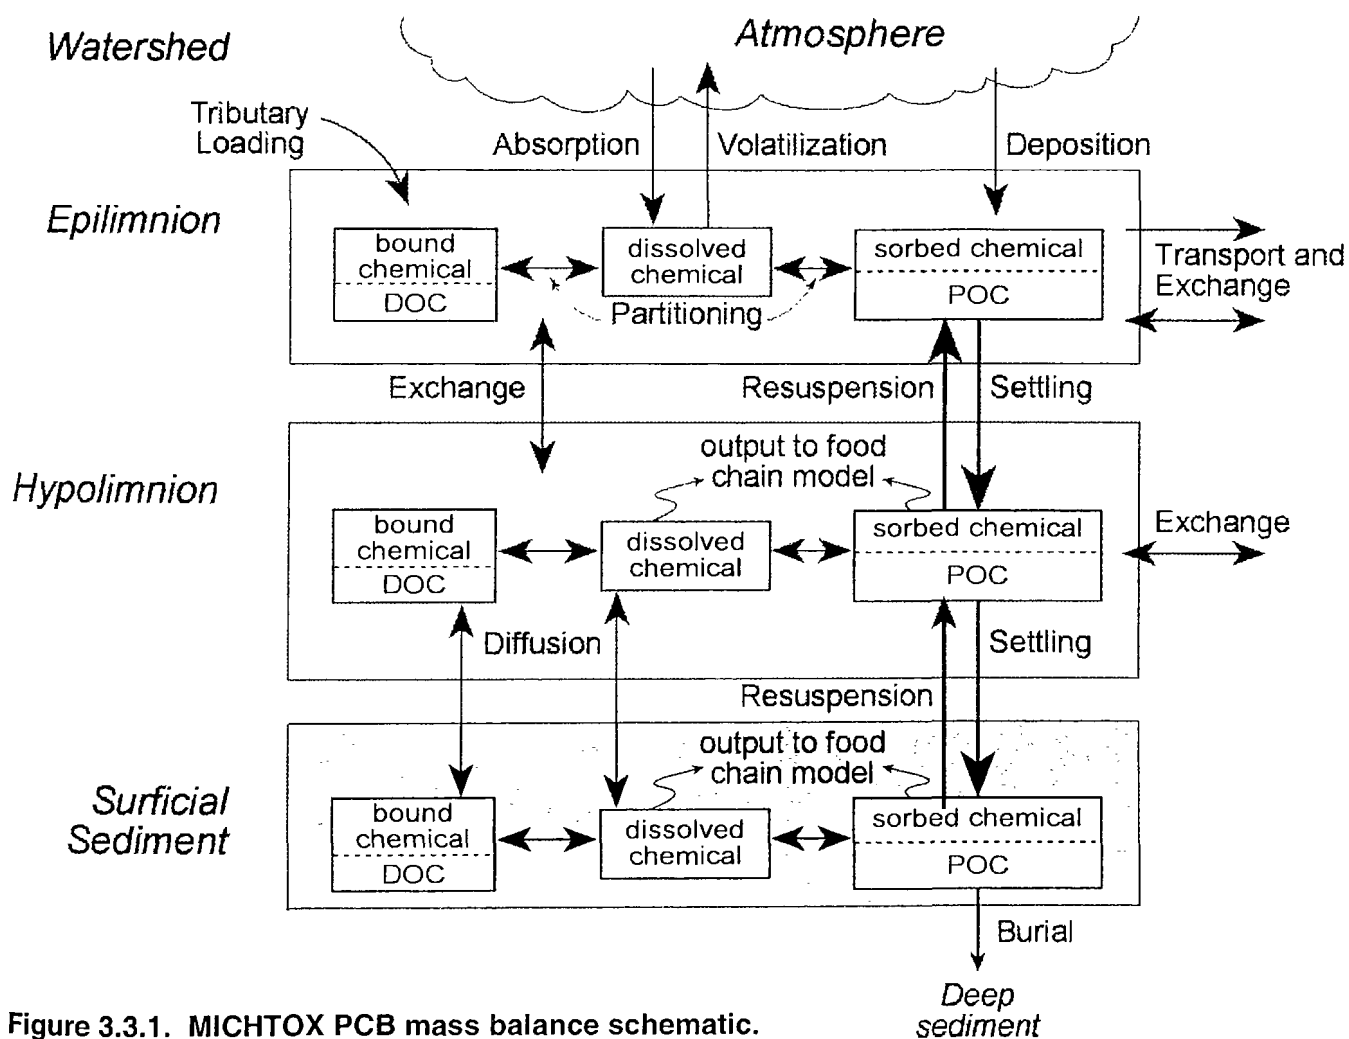 Watershed
Atmosphere
Tributary
Loading
Absorption
Volatilization
Deposition
Epilimnion
bound
chemical
DOC
dissolved
chemical
sorbed chemical
POC
Partitioning
Transport and
Exchange
Exchange
Resuspension
Settling
Hypolimnion
output to food
chain model
bound
chemical
DOC
dissolved
chemical
sorbed chemical
POC
Exchange
Diffusion
Settling
Resuspension
Surficial
Sediment
output to food
chain model
bound
chemical
DOC
dissolved
chemical
sorbed chemical
POC
Burial
Deep
sediment
Figure 3.3.1. MICHTOX PCB mass balance schematic.